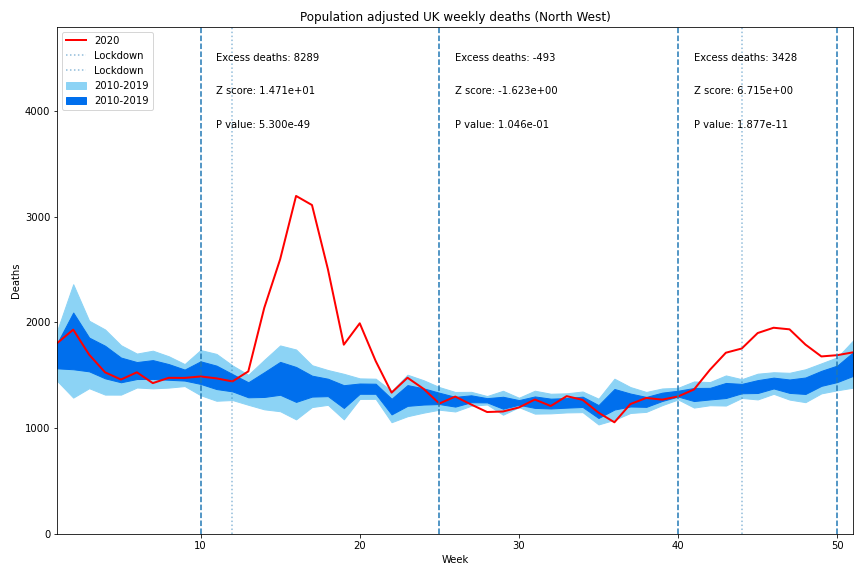 Population adjusted UK weekly deaths (North West)
2020
Lockdown
Lockdown
2010-2019
2010-2019
Excess deaths: 8289
Z score: 1.471e+01
P value: 5.300e-49
Excess deaths: -493
Z score: -1.623e+00
P value: 1.046e-01
Excess deaths: 3428
Z score: 6.715e+00
P value: 1.877e-11
Deaths
4000
3000
2000
1000
0
10 20 30 40 50
Week